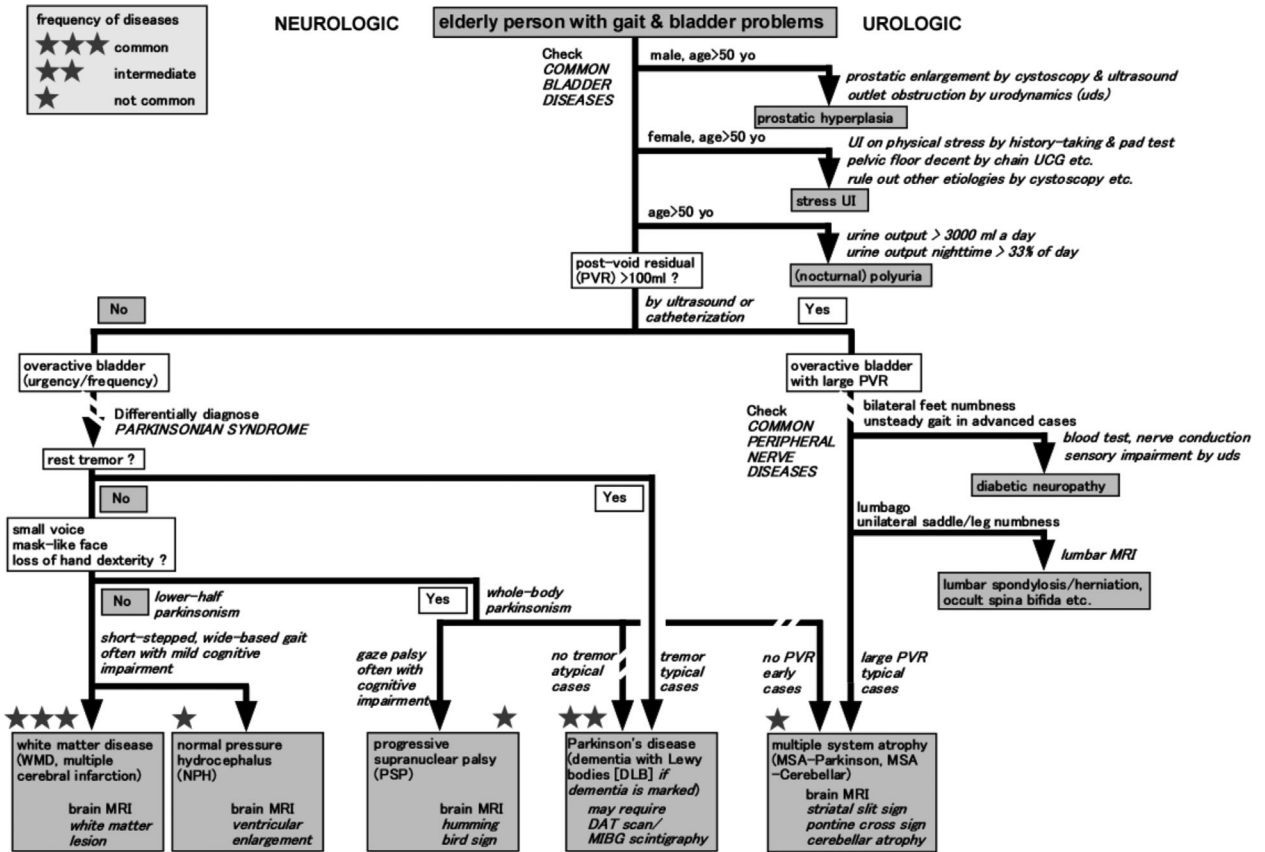 frequency of diseases
common
intermediate
not common
NEUROLOGIC
elderly person with gait & bladder problems
UROLOGIC
Check
COMMON
BLADDER
DISEASES
male, age>50 yo
prostatic enlargement by cystoscopy & ultrasound
outlet obstruction by urodynamics (uds)
prostatic hyperplasia
female, age>50 yo
UI on physical stress by history-taking & pad test
pelvic floor decent by chain UCG etc.
rule out other etiologies by cystoscopy etc.
stress UI
age>50 yo
urine output > 3000 ml a day
urine output nighttime > 33% of day
(nocturnal) polyuria
post-void residual
(PVR) >100ml ?
by ultrasound or
catheterization
No
Yes
overactive bladder
(urgency/frequency)
Differentially diagnose
PARKINSONIAN SYNDROME
rest tremor ?
No
Yes
small voice
mask-like face
loss of hand dexterity ?
No
lower-half
parkinsonism
Yes
whole-body
parkinsonism
short-stepped, wide-based gait
often with mild cognitive
impairment
gaze palsy
often with
cognitive
impairment
no tremor
atypical
cases
tremor
typical
cases
overactive bladder
with large PVR
Check
COMMON
PERIPHERAL
NERVE
DISEASES
bilateral feet numbness
unsteady gait in advanced cases
blood test, nerve conduction
sensory impairment by uds
diabetic neuropathy
lumbago
unilateral saddle/leg numbness
lumbar MRI
lumbar spondylosis/herniation,
occult spina bifida etc.
no PVR
early
cases
large PVR
typical
cases
white matter disease
(WMD, multiple
cerebral infarction)
brain MRI
white matter
lesion
normal pressure
hydrocephalus
(NPH)
brain MRI
ventricular
enlargement
progressive
supranuclear palsy
(PSP)
brain MRI
humming
bird sign
Parkinson's disease
(dementia with Lewy
bodies [DLB] if
dementia is marked)
may require
DAT scan/
MIBG scintigraphy
multiple system atrophy
(MSA-Parkinson, MSA
-Cerebellar)
brain MRI
striatal slit sign
pontine cross sign
cerebellar atrophy